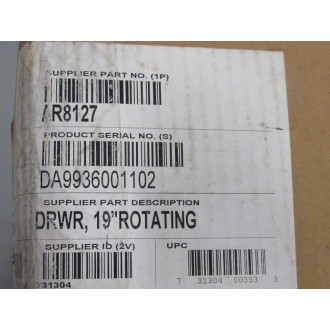 SUPPLIER PART NO. (1P)
AR8127
PRODUCT SERIAL NO. (S)
DA9936001102
SUPPLIER PART DESCRIPTION
DRWR, 19"ROTATING
SUPPLIER ID (2V) UPC
731304
7 31304 00353 3